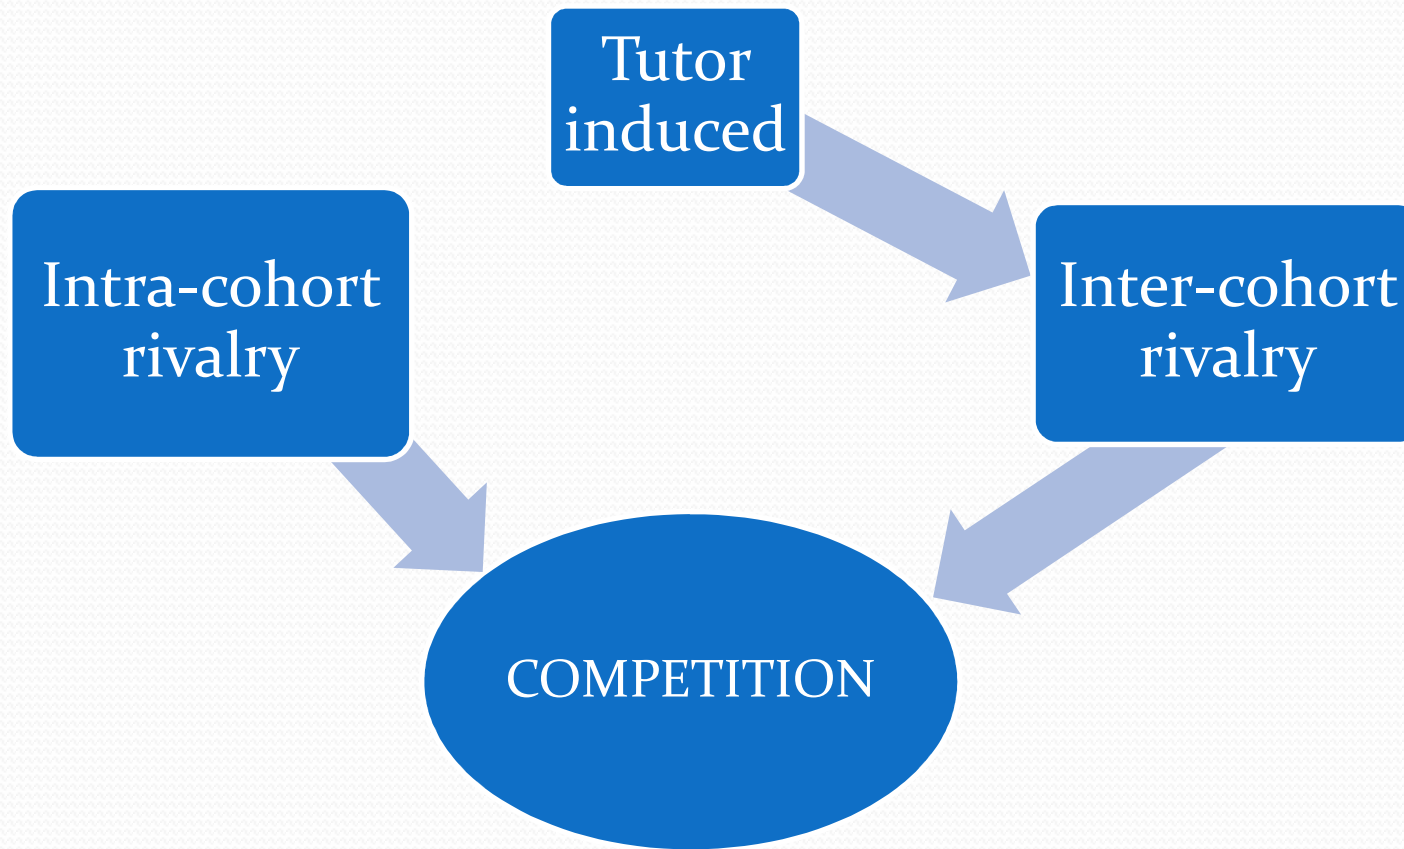 Tutor
induced
Intra-cohort
rivalry
Inter-cohort
rivalry
COMPETITION